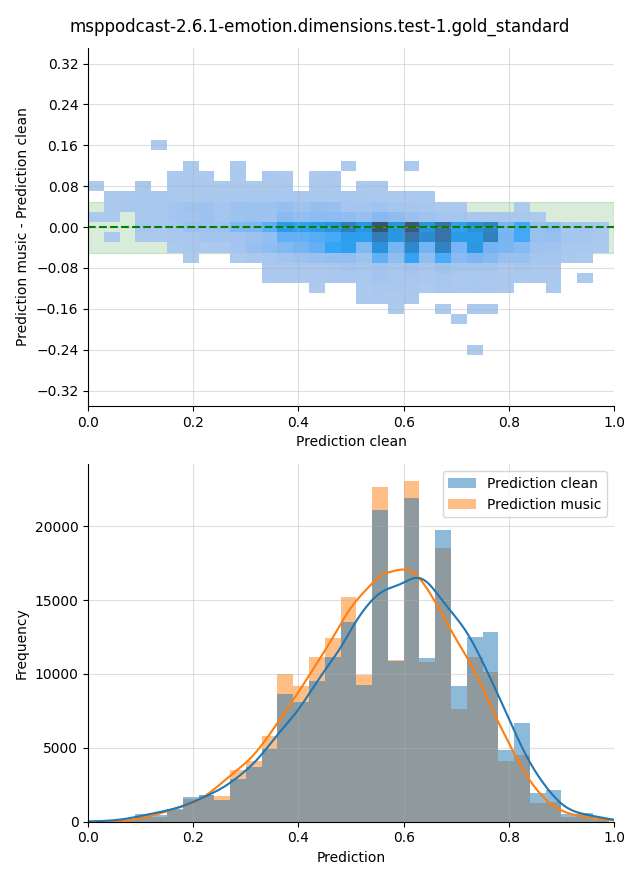 msppodcast-2.6.1-emotion.dimensions.test-1.gold_standard
0.32
0.24
0.16
0.08
0.00
−0.08
−0.16
−0.24
−0.32
Prediction music - Prediction clean
0.0 0.2 0.4 0.6 0.8 1.0
Prediction clean
Prediction clean
Prediction music
20000
15000
10000
5000
0
Frequency
0.0 0.2 0.4 0.6 0.8 1.0
Prediction